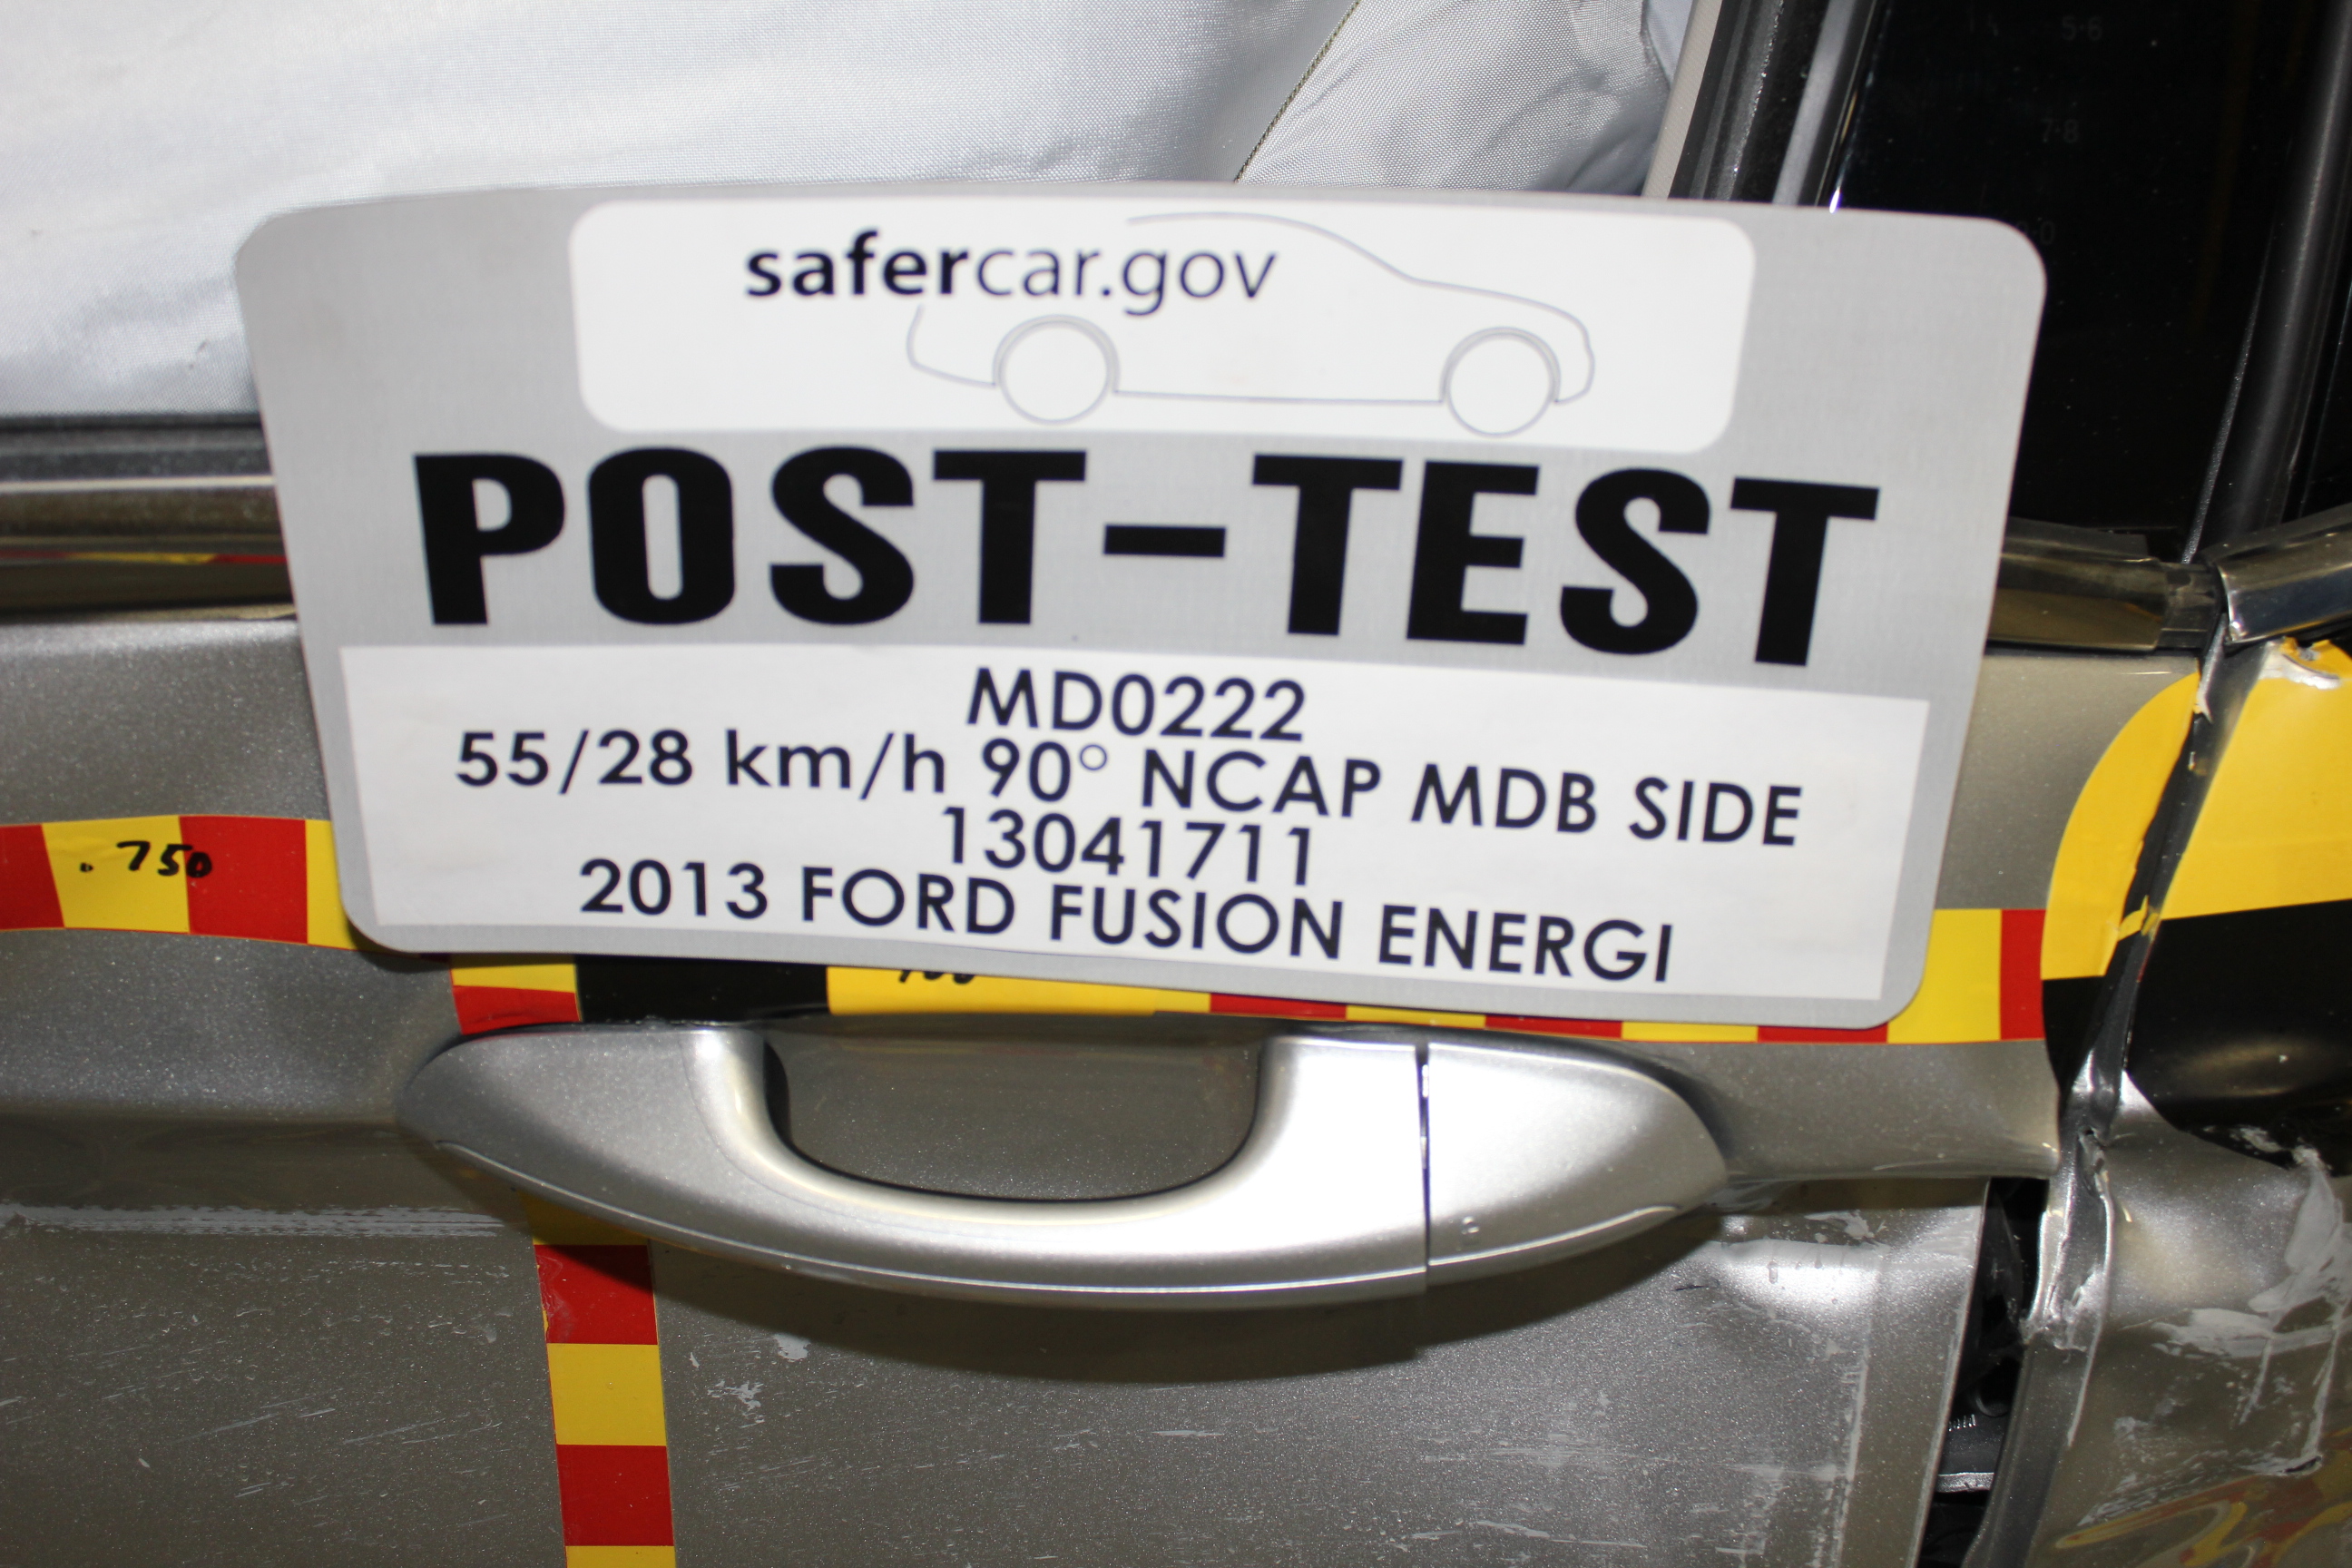 safercar.gov
POST-TEST
MD0222
55/28 km/h 90° NCAP MDB SIDE
13041711
2013 FORD FUSION ENERGI
.750